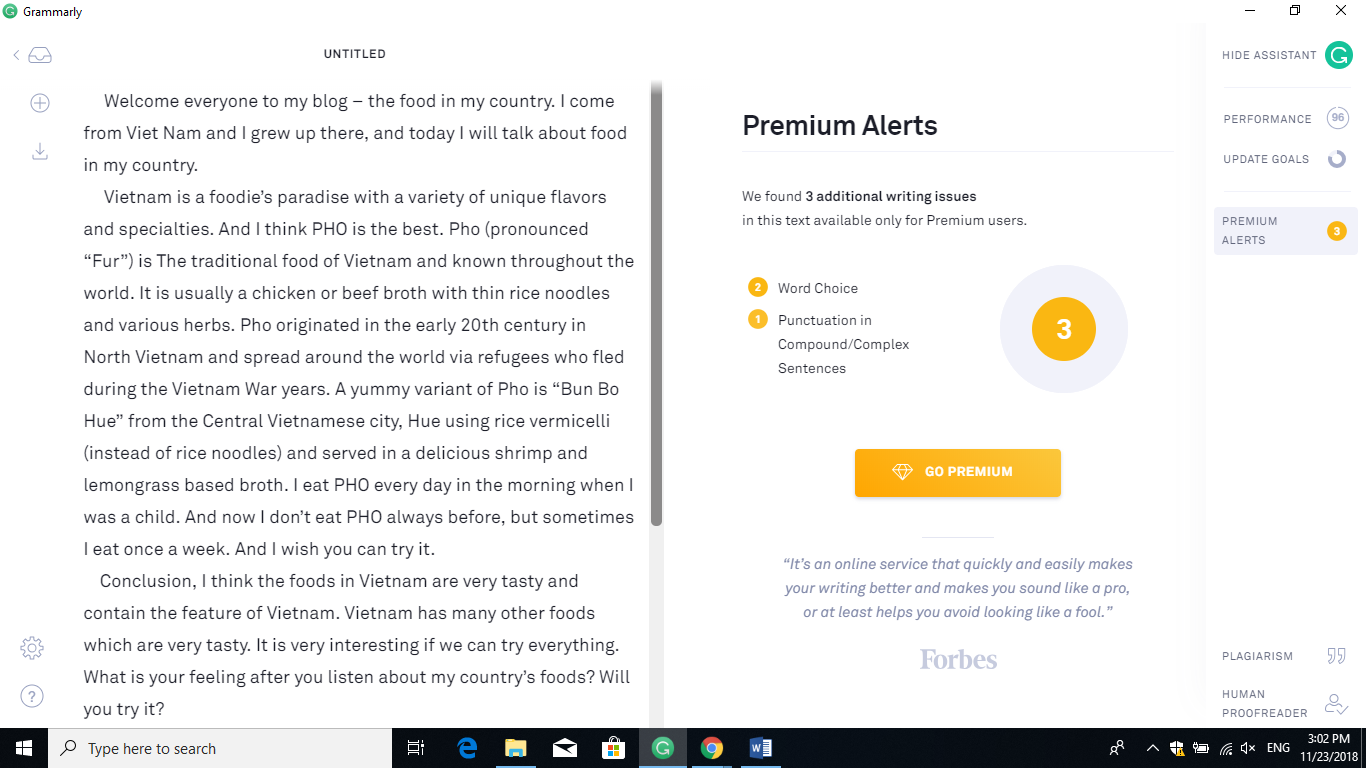 Grammarly
UNTITLED
Welcome everyone to my blog – the food in my country. I come
from Viet Nam and I grew up there, and today I will talk about food
in my country.
Vietnam is a foodie’s paradise with a variety of unique flavors
and specialties. And I think PHO is the best. Pho (pronounced
“Fur”) is The traditional food of Vietnam and known throughout the
world. It is usually a chicken or beef broth with thin rice noodles
and various herbs. Pho originated in the early 20th century in
North Vietnam and spread around the world via refugees who fled
during the Vietnam War years. A yummy variant of Pho is “Bun Bo
Hue” from the Central Vietnamese city, Hue using rice vermicelli
(instead of rice noodles) and served in a delicious shrimp and
lemongrass based broth. I eat PHO every day in the morning when I
was a child. And now I don’t eat PHO always before, but sometimes
I eat once a week. And I wish you can try it.
Conclusion, I think the foods in Vietnam are very tasty and
contain the feature of Vietnam. Vietnam has many other foods
which are very tasty. It is very interesting if we can try everything.
What is your feeling after you listen about my country’s foods? Will
you try it?
Premium Alerts
We found 3 additional writing issues
in this text available only for Premium users.
2 Word Choice
1 Punctuation in
Compound/Complex
Sentences
3
GO PREMIUM
“It’s an online service that quickly and easily makes
your writing better and makes you sound like a pro,
or at least helps you avoid looking like a fool.”
Forbes
HIDE ASSISTANT
PERFORMANCE 96
UPDATE GOALS
PREMIUM
ALERTS 3
PLAGIARISM
HUMAN
PROOFREADER
Type here to search
ENG
3:02 PM
11/23/2018